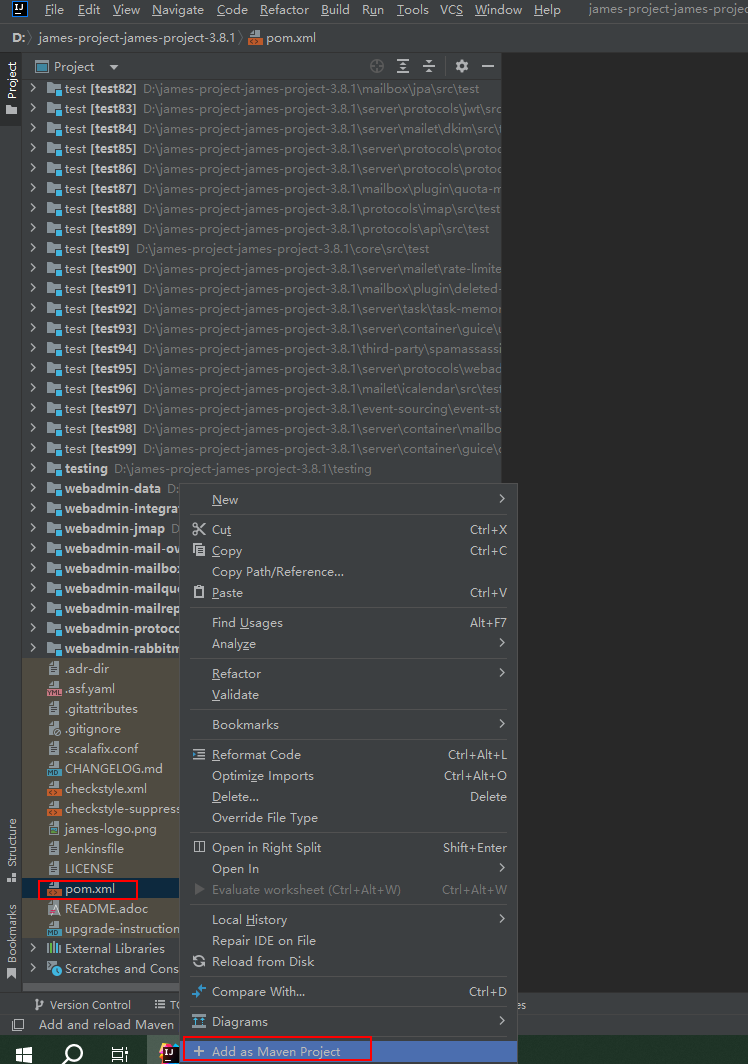 File Edit View Navigate Code Refactor Build Run Tools VCS Window Help james-project-james-project
D: james-project-james-project-3.8.1 pom.xml
Project
Project
test [test82] D:\james-project-james-project-3.8.1\mailbox\jpa\src\test
test [test83] D:\james-project-james-project-3.8.1\server\protocols\jwt\src
test [test84] D:\james-project-james-project-3.8.1\server\mailet\dkim\src\t
test [test85] D:\james-project-james-project-3.8.1\server\protocols\protoc
test [test86] D:\james-project-james-project-3.8.1\server\protocols\protoc
test [test87] D:\james-project-james-project-3.8.1\mailbox\plugin\quota-m
test [test88] D:\james-project-james-project-3.8.1\protocols\imap\src\test
test [test89] D:\james-project-james-project-3.8.1\protocols\api\src\test
test [test9] D:\james-project-james-project-3.8.1\core\src\test
test [test90] D:\james-project-james-project-3.8.1\server\mailet\rate-limite
test [test91] D:\james-project-james-project-3.8.1\mailbox\plugin\deleted-
test [test92] D:\james-project-james-project-3.8.1\server\task\task-memor
test [test93] D:\james-project-james-project-3.8.1\server\container\guice\u
test [test94] D:\james-project-james-project-3.8.1\third-party\spamassassi
test [test95] D:\james-project-james-project-3.8.1\server\protocols\webac
test [test96] D:\james-project-james-project-3.8.1\mailet\icalendar\src\test
test [test97] D:\james-project-james-project-3.8.1\event-sourcing\event-st
test [test98] D:\james-project-james-project-3.8.1\server\container\mailbo
test [test99] D:\james-project-james-project-3.8.1\server\container\guice\
testing D:\james-project-james-project-3.8.1\testing
webadmin-data D:
webadmin-integra
webadmin-jmap D:
webadmin-mail-ov
webadmin-mailbox
webadmin-mailque
webadmin-mailrep
webadmin-protoco
webadmin-rabbitm
.adr-dir
.asf.yaml
.gitattributes
.gitignore
.scalafix.conf
CHANGELOG.md
checkstyle.xml
checkstyle-suppress
james-logo.png
Jenkinsfile
LICENSE
pom.xml
README.adoc
upgrade-instruction
External Libraries
Scratches and Cons
Structure
Bookmarks
New
Cut Ctrl+X
Copy Ctrl+C
Copy Path/Reference...
Paste Ctrl+V
Find Usages Alt+F7
Analyze
Refactor
Validate
Bookmarks
Reformat Code Ctrl+Alt+L
Optimize Imports Ctrl+Alt+O
Delete... Delete
Override File Type
Open in Right Split Shift+Enter
Open In
Evaluate worksheet (Ctrl+Alt+W) Ctrl+Alt+W
Local History
Repair IDE on File
Reload from Disk
Compare With... Ctrl+D
Diagrams
Add as Maven Project
Version Control TO es
Add and reload Maven